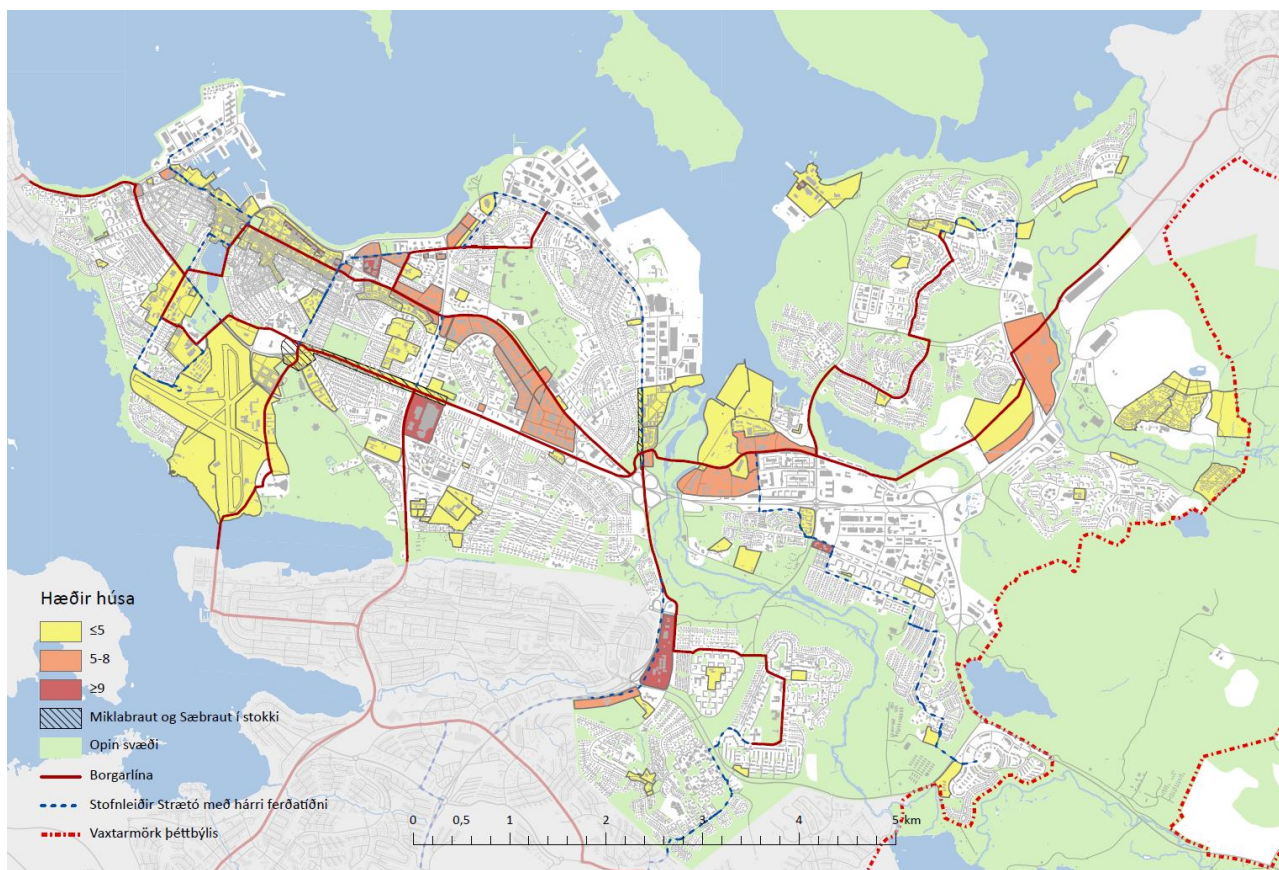 Hæðir húsa
≤5
5-8
≥9
Miklabraut og Sæbraut í stokki
Opin svæði
Borgarlína
Stofnleiðir Strætó með hárri ferðatíðni
Vaxtarmörk þéttbýlis
0 0,5 1 2 3 4 5 km